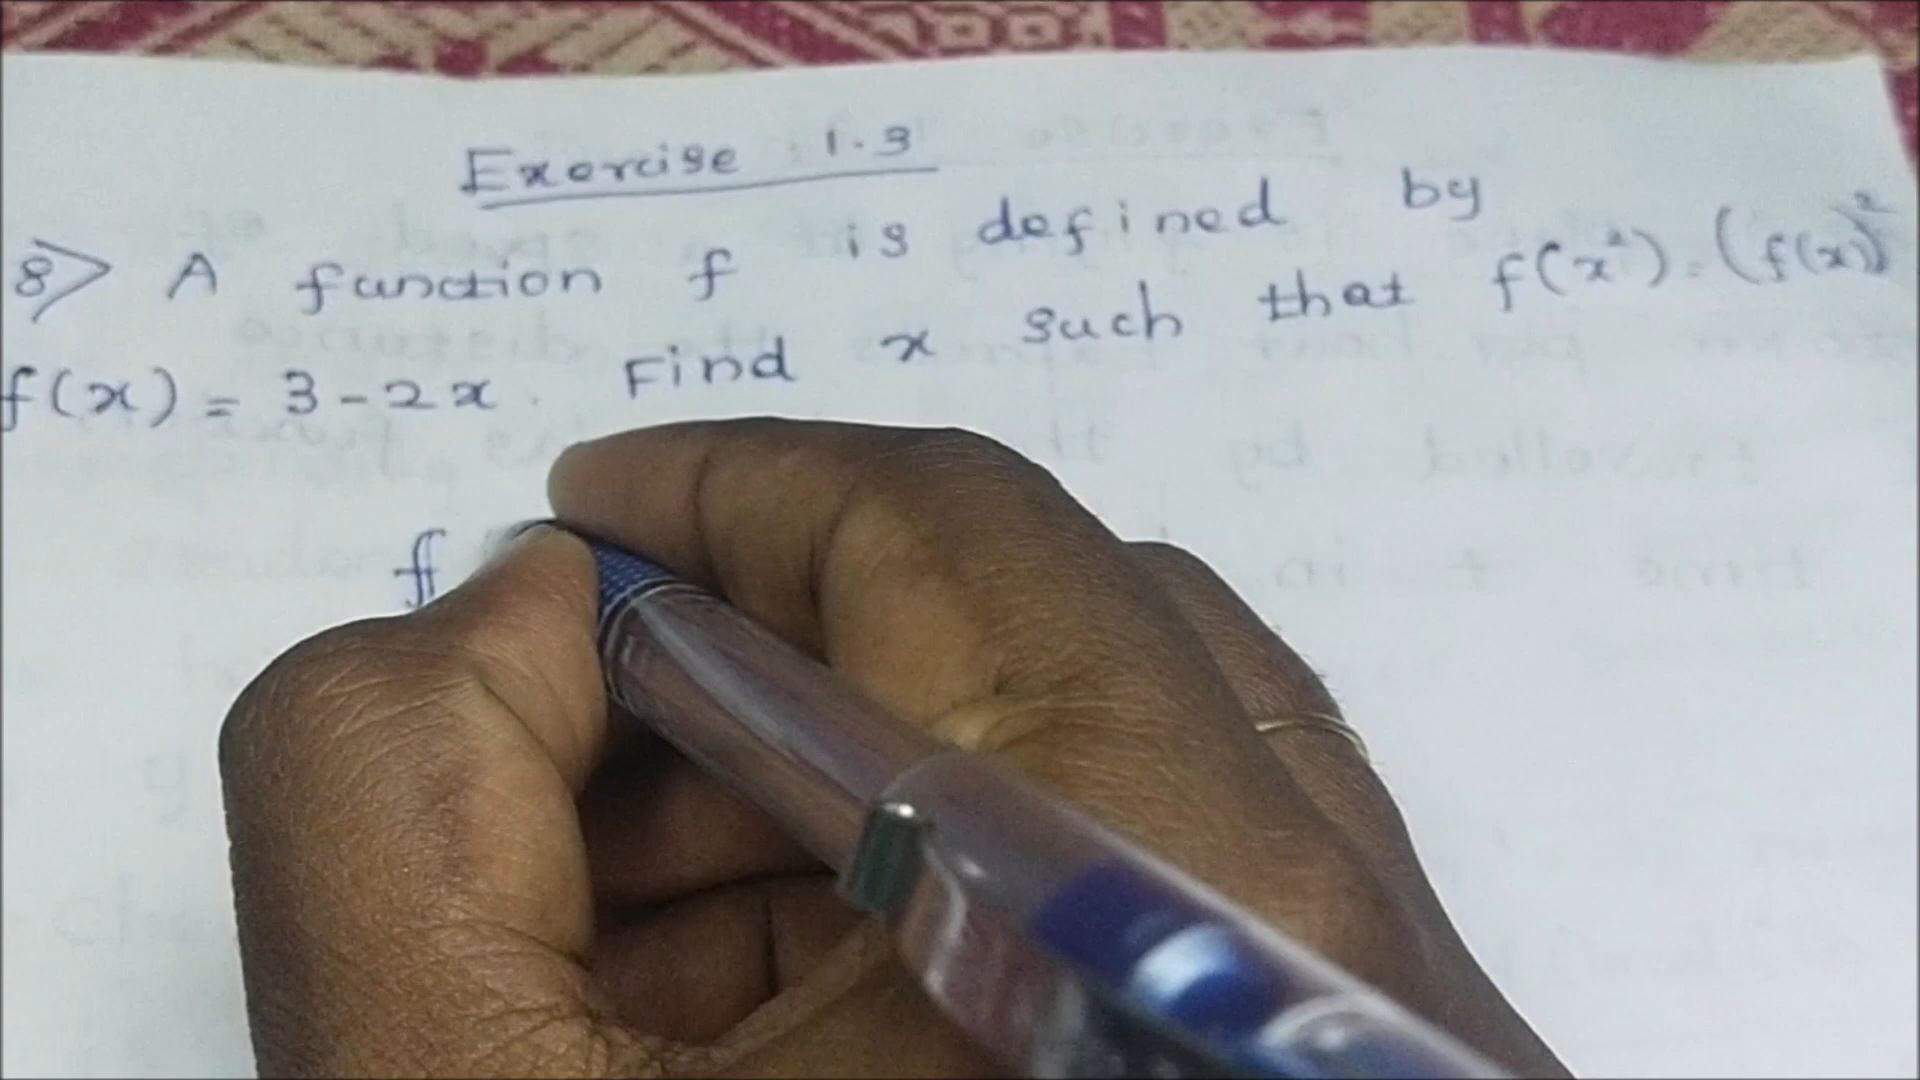 Exercise : 1.3
8> A function f is defined by
f(x) = 3-2x. Find x such that f(x²) = (f(x))²
f